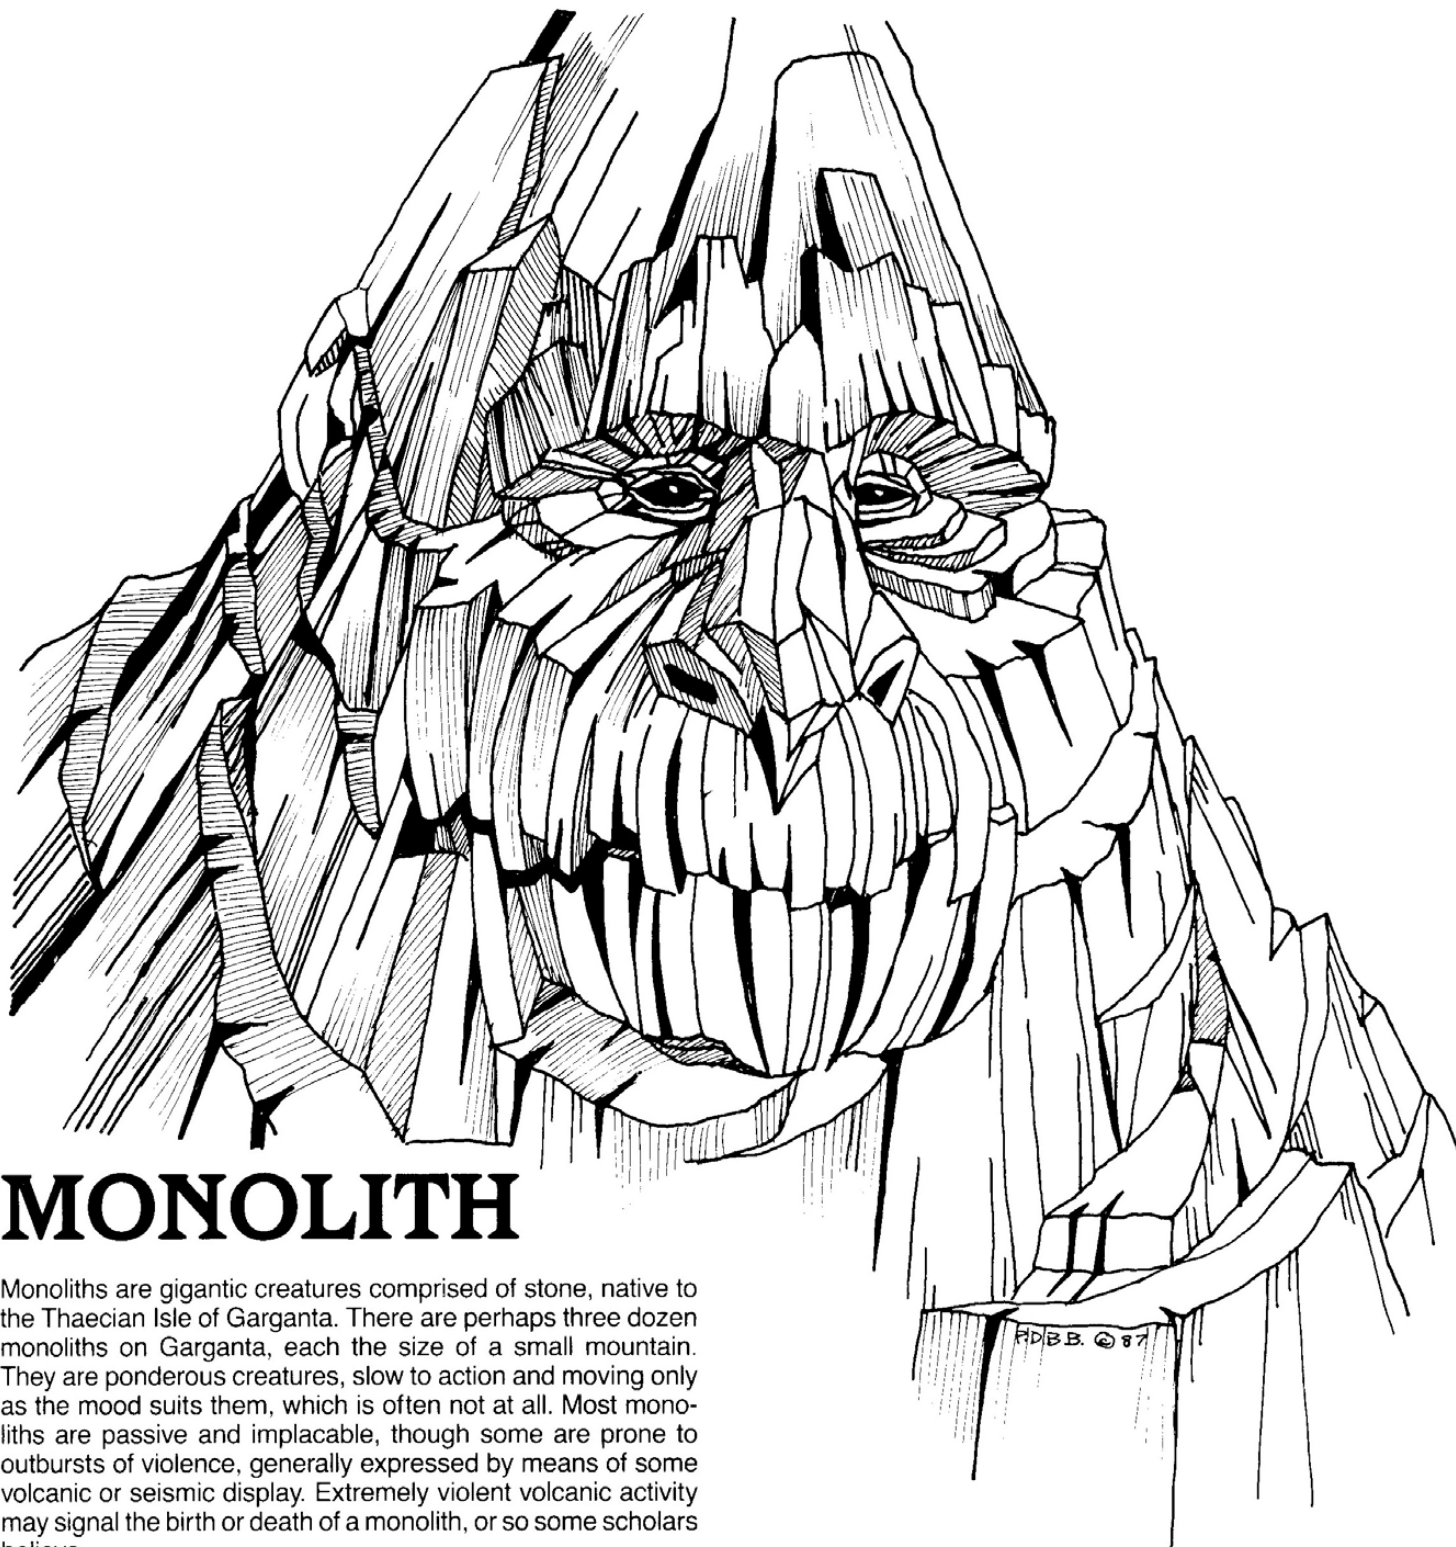 P.D.B.B. © 87
MONOLITH
Monoliths are gigantic creatures comprised of stone, native to
the Thaecian Isle of Garganta. There are perhaps three dozen
monoliths on Garganta, each the size of a small mountain.
They are ponderous creatures, slow to action and moving only
as the mood suits them, which is often not at all. Most mono-
liths are passive and implacable, though some are prone to
outbursts of violence, generally expressed by means of some
volcanic or seismic display. Extremely violent volcanic activity
may signal the birth or death of a monolith, or so some scholars